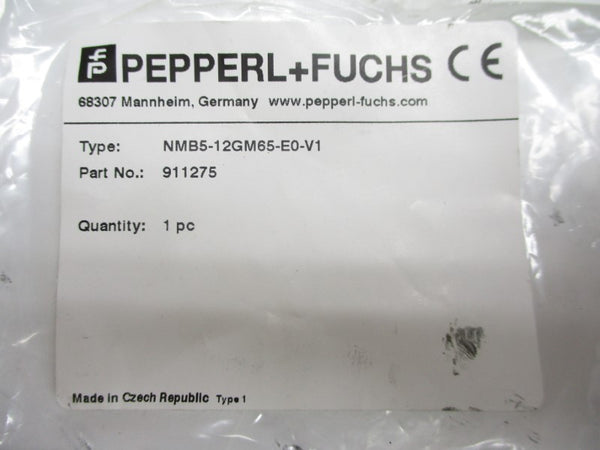 PEPPERL+FUCHS CE
68307 Mannheim, Germany www.pepperl-fuchs.com
Type: NMB5-12GM65-E0-V1
Part No.: 911275
Quantity: 1 pc
Made in Czech Republic Type 1